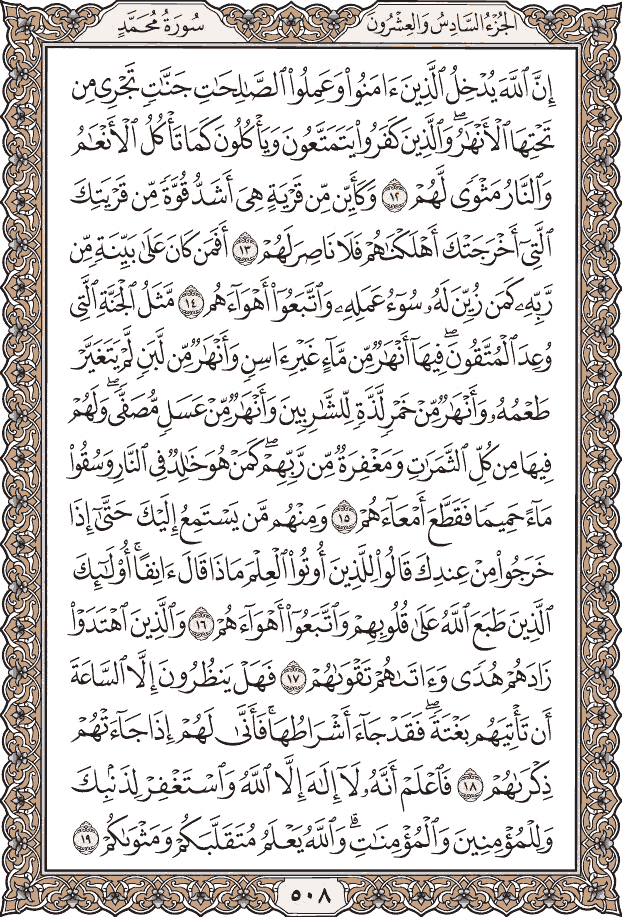 الجُزْءُ السَّادِسُ وَالعِشْرُونَ
سُورَةُ مُحَمَّدٍ
إِنَّ ٱللَّهَ يُدْخِلُ ٱلَّذِينَ ءَامَنُوا۟ وَعَمِلُوا۟ ٱلصَّـٰلِحَـٰتِ جَنَّـٰتٍ تَجْرِى مِن
تَحْتِهَا ٱلْأَنْهَـٰرُ ۖ وَٱلَّذِينَ كَفَرُوا۟ يَتَمَتَّعُونَ وَيَأْكُلُونَ كَمَا تَأْكُلُ ٱلْأَنْعَـٰمُ
وَٱلنَّارُ مَثْوًى لَّهُمْ ١٢ وَكَأَيِّن مِّن قَرْيَةٍ هِىَ أَشَدُّ قُوَّةً مِّن قَرْيَتِكَ
ٱلَّتِىٓ أَخْرَجَتْكَ أَهْلَكْنَـٰهُمْ فَلَا نَاصِرَ لَهُمْ ١٣ أَفَمَن كَانَ عَلَىٰ بَيِّنَةٍ مِّن
رَّبِّهِۦ كَمَن زُيِّنَ لَهُۥ سُوٓءُ عَمَلِهِۦ وَٱتَّبَعُوٓا۟ أَهْوَآءَهُم ١٤ مَّثَلُ ٱلْجَنَّةِ ٱلَّتِى
وُعِدَ ٱلْمُتَّقُونَ ۖ فِيهَآ أَنْهَـٰرٌ مِّن مَّآءٍ غَيْرِ ءَاسِنٍ وَأَنْهَـٰرٌ مِّن لَّبَنٍ لَّمْ يَتَغَيَّرْ
طَعْمُهُۥ وَأَنْهَـٰرٌ مِّنْ خَمْرٍ لَّذَّةٍ لِّلشَّـٰرِبِينَ وَأَنْهَـٰرٌ مِّنْ عَسَلٍ مُّصَفًّى ۖ وَلَهُمْ
فِيهَا مِن كُلِّ ٱلثَّمَرَٰتِ وَمَغْفِرَةٌ مِّن رَّبِّهِمْ ۖ كَمَنْ هُوَ خَـٰلِدٌ فِى ٱلنَّارِ وَسُقُوا۟
مَآءً حَمِيمًا فَقَطَّعَ أَمْعَآءَهُمْ ١٥ وَمِنْهُم مَّن يَسْتَمِعُ إِلَيْكَ حَتَّىٰٓ إِذَا
خَرَجُوا۟ مِنْ عِندِكَ قَالُوا۟ لِلَّذِينَ أُوتُوا۟ ٱلْعِلْمَ مَاذَا قَالَ ءَانِفًا ۚ أُو۟لَـٰٓئِكَ
ٱلَّذِينَ طَبَعَ ٱللَّهُ عَلَىٰ قُلُوبِهِمْ وَٱتَّبَعُوٓا۟ أَهْوَآءَهُمْ ١٦ وَٱلَّذِينَ ٱهْتَدَوْا۟
زَادَهُمْ هُدًى وَءَاتَىٰهُمْ تَقْوَىٰهُمْ ١٧ فَهَلْ يَنظُرُونَ إِلَّا ٱلسَّاعَةَ
أَن تَأْتِيَهُم بَغْتَةً ۖ فَقَدْ جَآءَ أَشْرَاطُهَا ۚ فَأَنَّىٰ لَهُمْ إِذَا جَآءَتْهُمْ
ذِكْرَىٰهُمْ ١٨ فَٱعْلَمْ أَنَّهُۥ لَآ إِلَـٰهَ إِلَّا ٱللَّهُ وَٱسْتَغْفِرْ لِذَنۢبِكَ
وَلِلْمُؤْمِنِينَ وَٱلْمُؤْمِنَـٰتِ ۗ وَٱللَّهُ يَعْلَمُ مُتَقَلَّبَكُمْ وَمَثْوَىٰكُمْ ١٩
٥٠٨